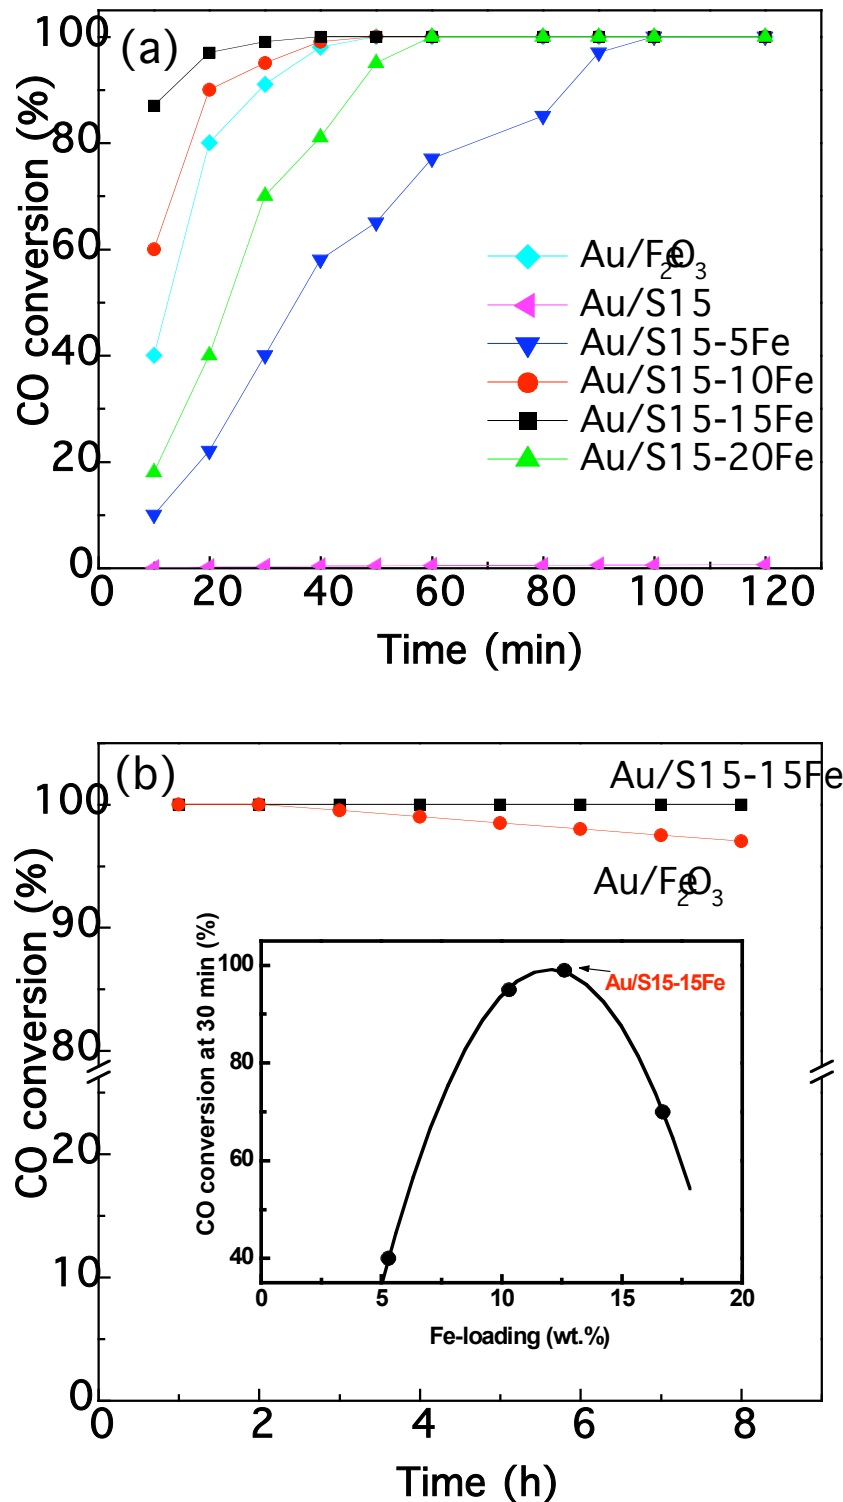 (a)
CO conversion (%)
100
80
60
40
20
0
Au/Fe2O3
Au/S15
Au/S15-5Fe
Au/S15-10Fe
Au/S15-15Fe
Au/S15-20Fe
0 20 40 60 80 100 120
Time (min)
(b)
Au/S15-15Fe
Au/Fe2O3
CO conversion (%)
100
90
80
20
10
0
CO conversion at 30 min (%)
100
80
60
40
Au/S15-15Fe
0 5 10 15 20
Fe-loading (wt.%)
0 2 4 6 8
Time (h)